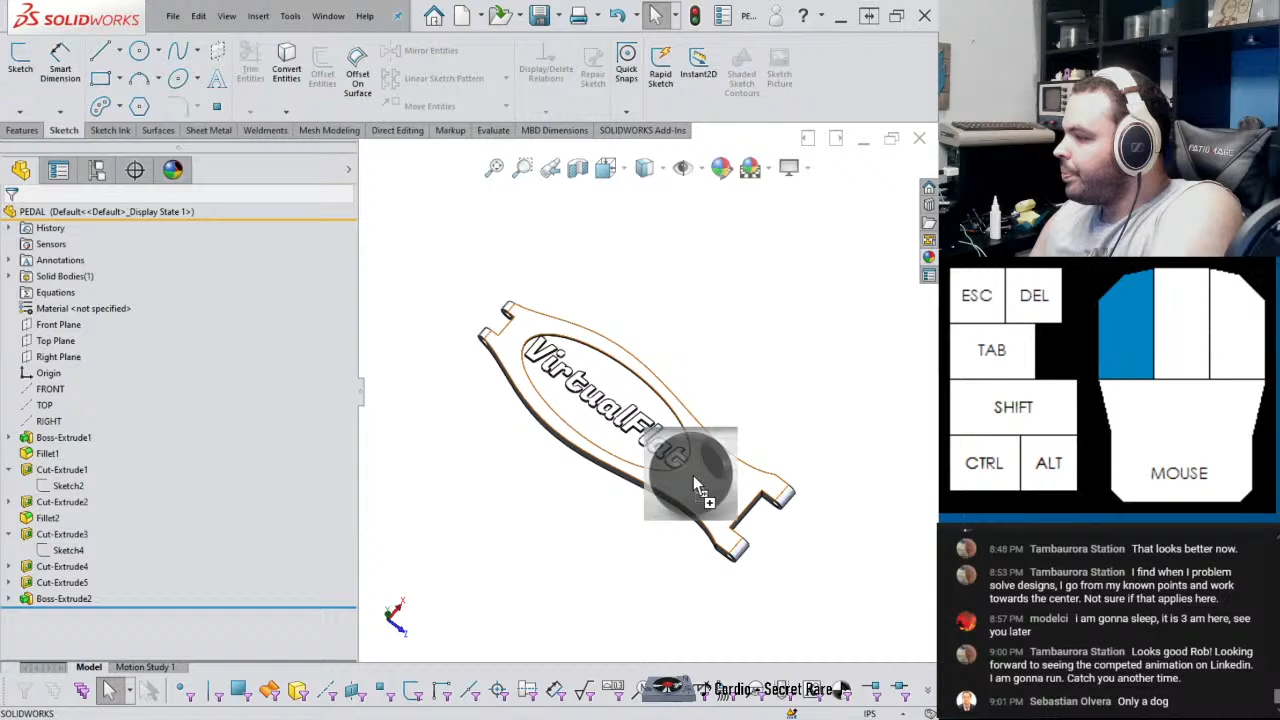 SOLIDWORKS
File
Edit
View
Insert
Tools
Window
Help
PE...
Sketch
Smart Dimension
Trim Entities
Convert Entities
Offset Entities
Offset On Surface
Mirror Entities
Linear Sketch Pattern
Move Entities
Display/Delete Relations
Repair Sketch
Quick Snaps
Rapid Sketch
Instant2D
Shaded Sketch Contours
Sketch Picture
Features
Sketch
Sketch Ink
Surfaces
Sheet Metal
Weldments
Mesh Modeling
Direct Editing
Markup
Evaluate
MBD Dimensions
SOLIDWORKS Add-Ins
PEDAL (Default<<Default>_Display State 1>)
History
Sensors
Annotations
Solid Bodies(1)
Equations
Material <not specified>
Front Plane
Top Plane
Right Plane
Origin
FRONT
TOP
RIGHT
Boss-Extrude1
Fillet1
Cut-Extrude1
Sketch2
Cut-Extrude2
Fillet2
Cut-Extrude3
Sketch4
Cut-Extrude4
Cut-Extrude5
Boss-Extrude2
VirtualFlat
X
Z
Model
Motion Study 1
Cardig - Secret Rare
SOLIDWORKS
IPS
ESC
DEL
TAB
SHIFT
CTRL
ALT
MOUSE
8:48 PM Tambaurora Station That looks better now.
8:53 PM Tambaurora Station I find when I problem
solve designs, I go from my known points and work
towards the center. Not sure if that applies here.
8:57 PM modelci i am gonna sleep, it is 3 am here, see
you later
9:00 PM Tambaurora Station Looks good Rob! Looking
forward to seeing the competed animation on Linkedin.
I am gonna run. Catch you another time.
9:01 PM Sebastian Olvera Only a dog